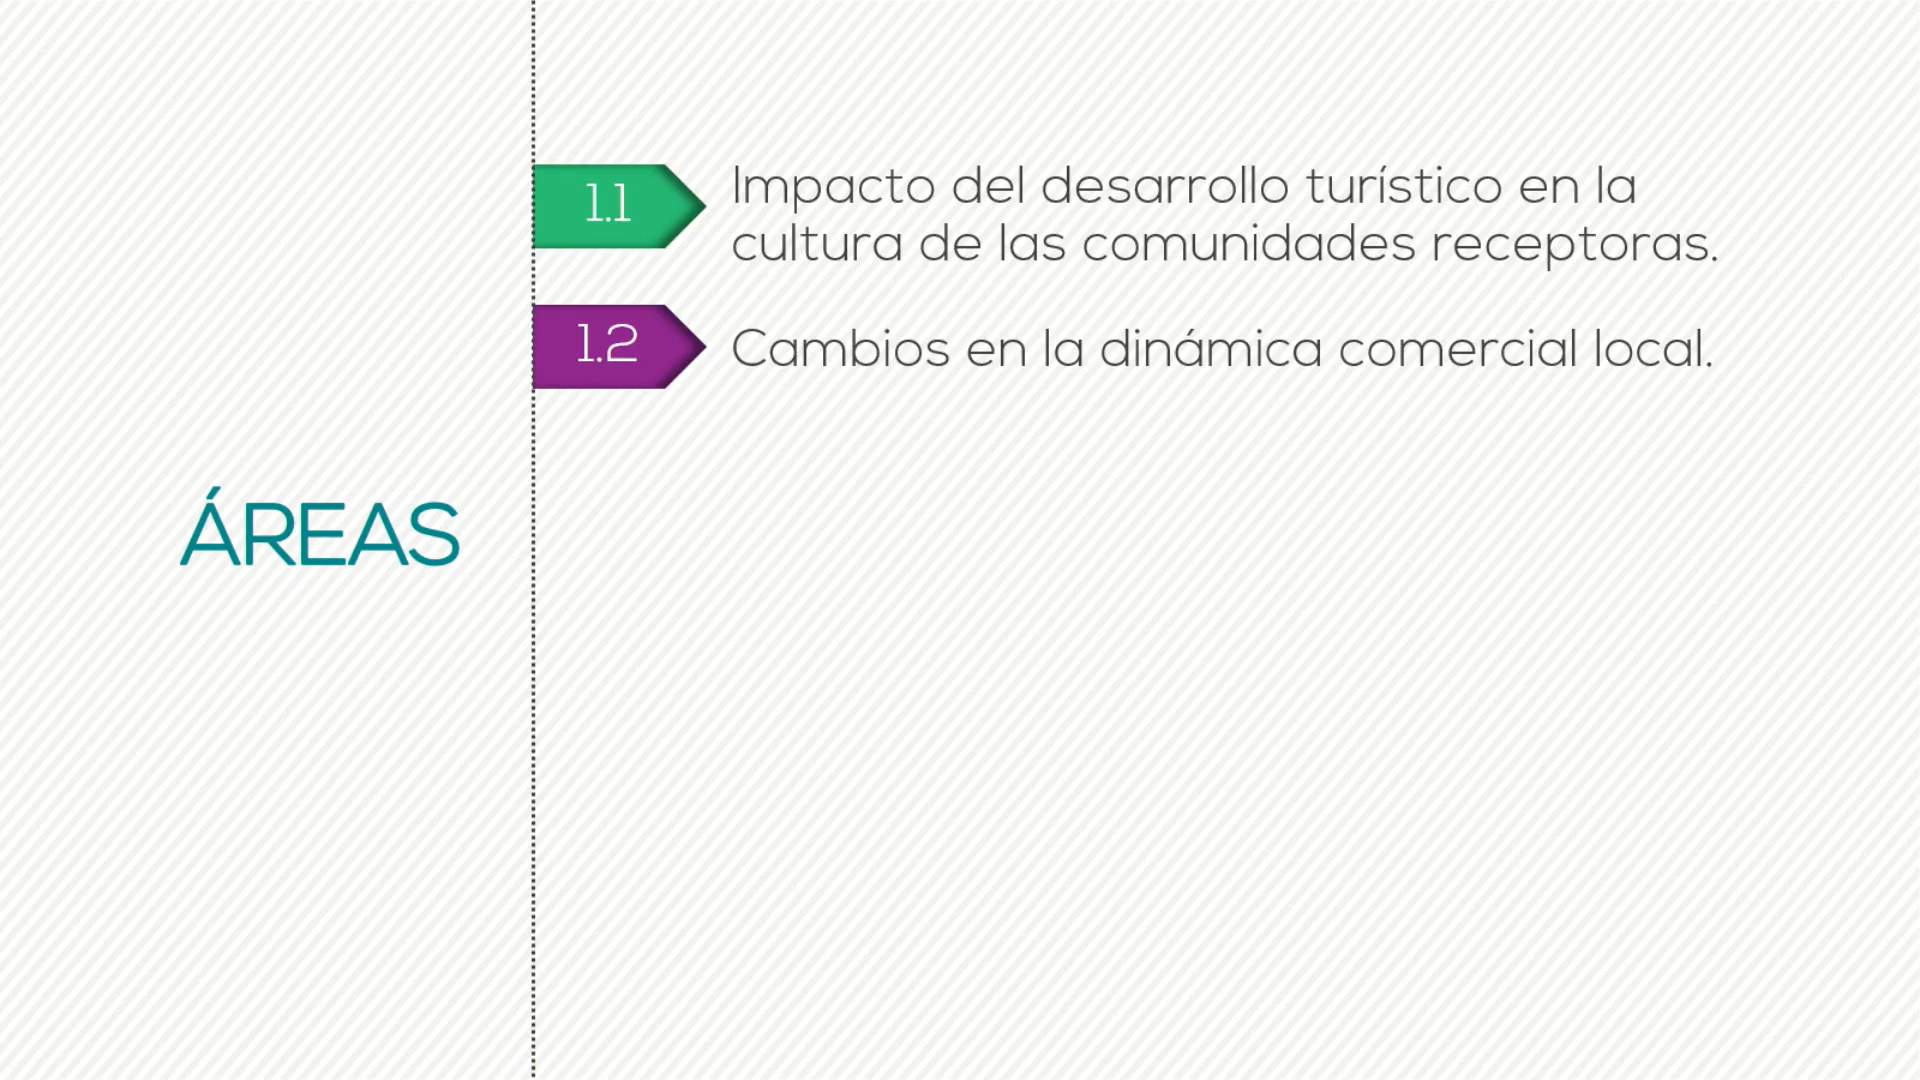 ÁREAS
1.1
Impacto del desarrollo turístico en la
cultura de las comunidades receptoras.
1.2
Cambios en la dinámica comercial local.